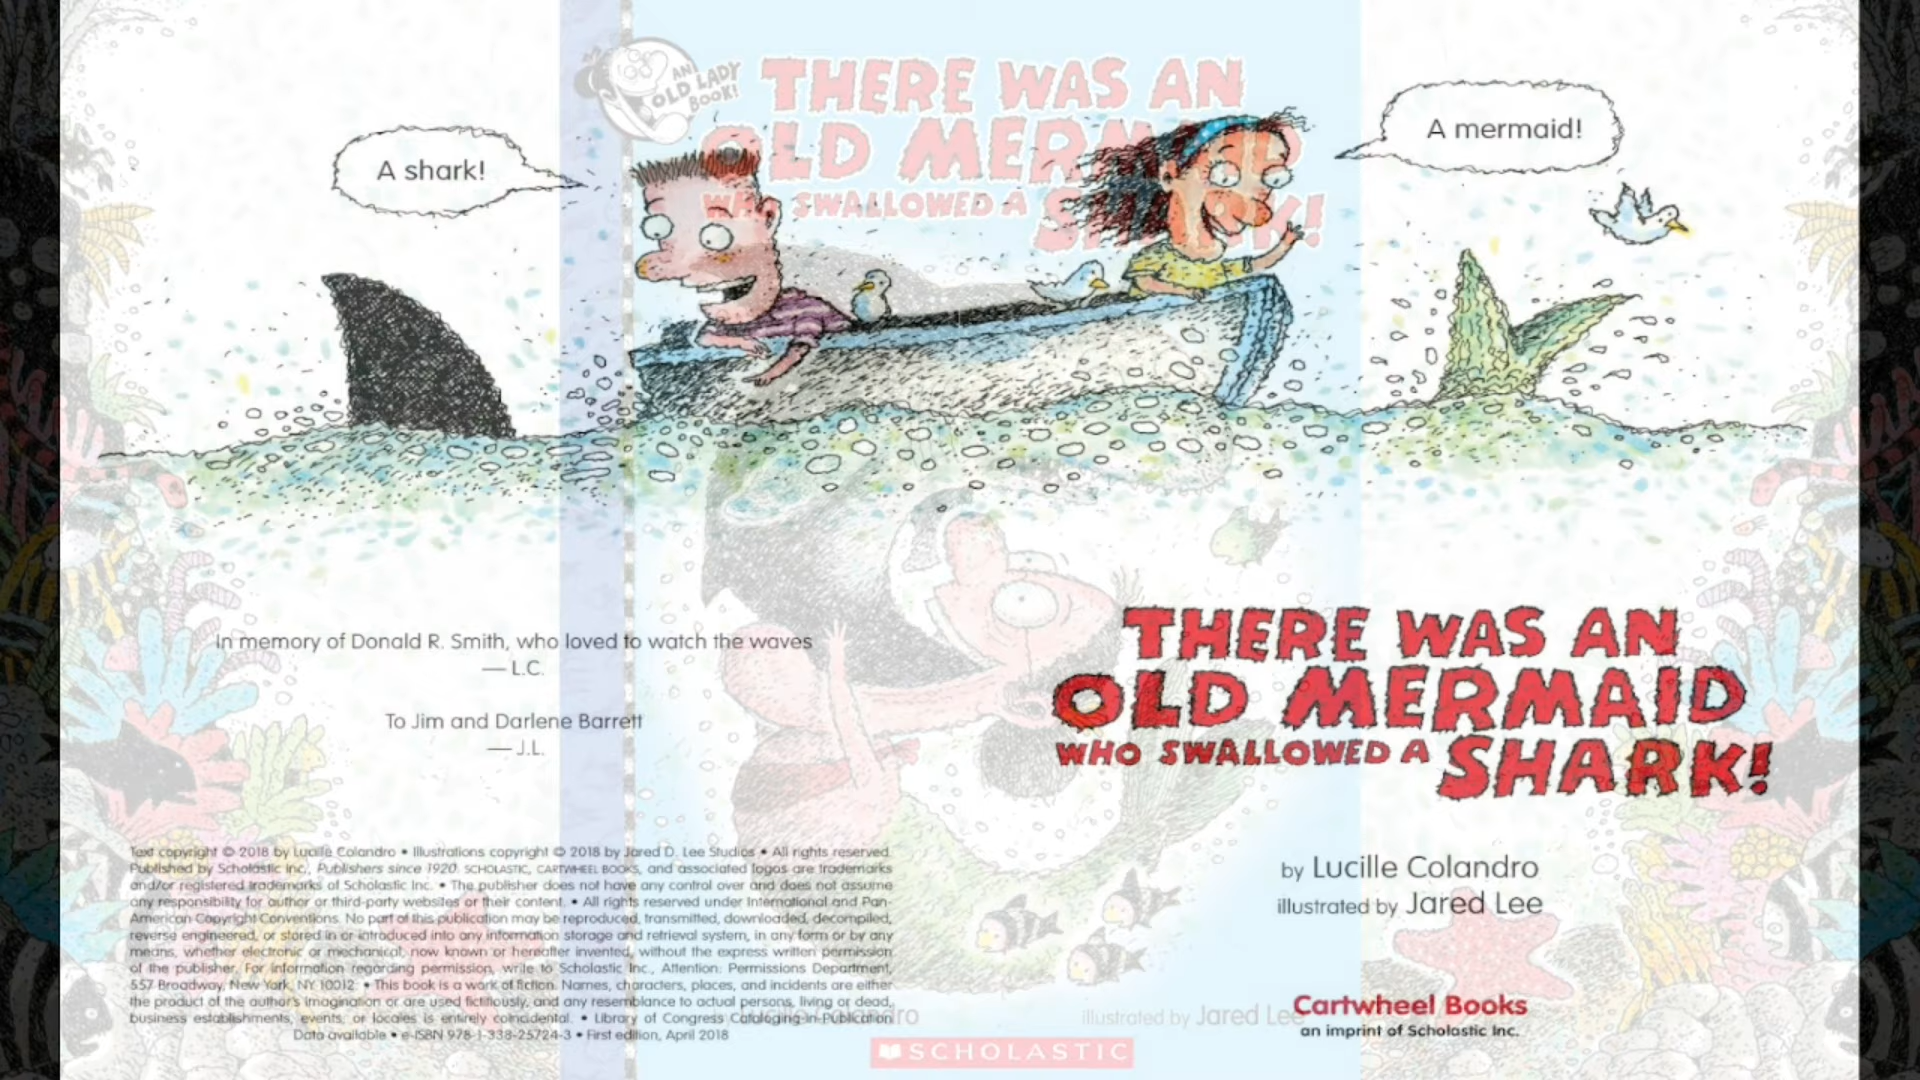 AN
OLD LADY
BOOK!
THERE WAS AN
OLD MERM
WHO SWALLOWED A
SHARK!
A shark!
A mermaid!
In memory of Donald R. Smith, who loved to watch the waves
— L.C.
To Jim and Darlene Barrett
— J.L.
THERE WAS AN
OLD MERMAID
WHO SWALLOWED A
SHARK!
by Lucille Colandro
illustrated by Jared Lee
Text copyright © 2018 by Lucille Colandro • Illustrations copyright © 2018 by Jared D. Lee Studios • All rights reserved.
Published by Scholastic Inc., Publishers since 1920. SCHOLASTIC, CARTWHEEL BOOKS, and associated logos are trademarks
and/or registered trademarks of Scholastic Inc. • The publisher does not have any control over and does not assume
any responsibility for author or third-party websites or their content. • All rights reserved under International and Pan-
American Copyright Conventions. No part of this publication may be reproduced, transmitted, downloaded, decompiled,
reverse engineered, or stored in or introduced into any information storage and retrieval system, in any form or by any
means, whether electronic or mechanical, now known or hereafter invented, without the express written permission
of the publisher. For information regarding permission, write to Scholastic Inc., Attention: Permissions Department,
557 Broadway, New York, NY 10012. • This book is a work of fiction. Names, characters, places, and incidents are either
the product of the author's imagination or are used fictitiously, and any resemblance to actual persons, living or dead,
business establishments, events, or locales is entirely coincidental. • Library of Congress Cataloging-in-Publication
Data available • e-ISBN 978-1-338-25724-3 • First edition, April 2018
illustrated by Jared Lee
Cartwheel Books
an imprint of Scholastic Inc.
SCHOLASTIC